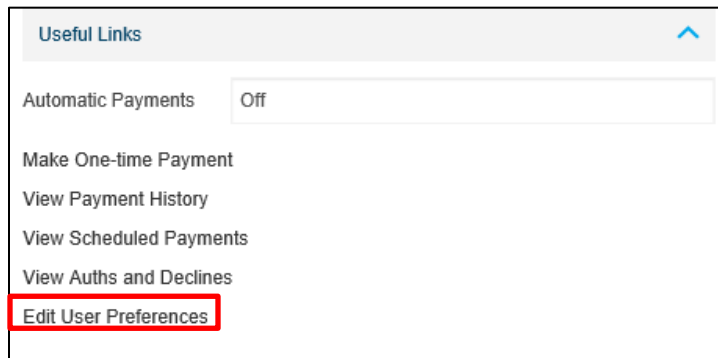 Useful Links
Automatic Payments Off
Make One-time Payment
View Payment History
View Scheduled Payments
View Auths and Declines
Edit User Preferences